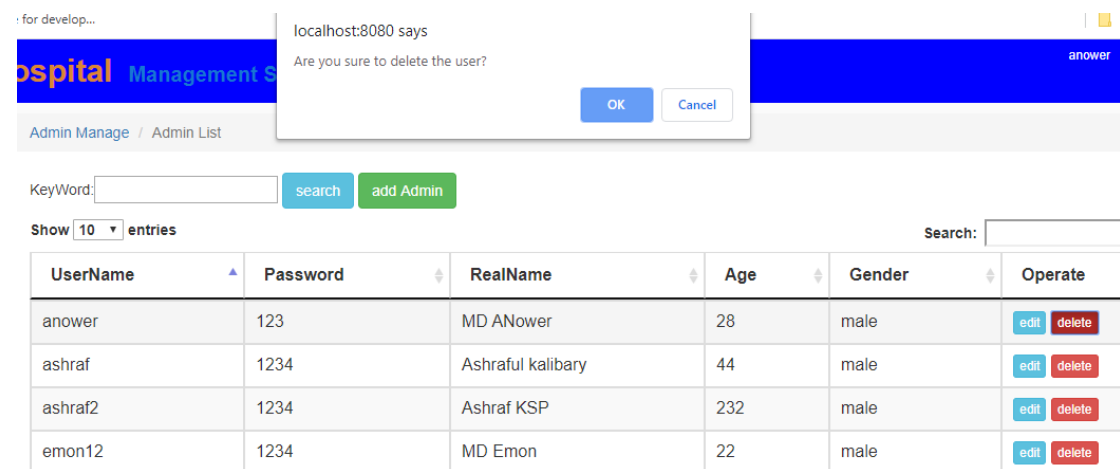 for develop...
localhost:8080 says
Are you sure to delete the user?
OK Cancel
ospital Management S
anower
Admin Manage / Admin List
KeyWord: search add Admin
Show 10 entries
Search:
UserName Password RealName Age Gender Operate
anower 123 MD ANower 28 male edit delete
ashraf 1234 Ashraful kalibary 44 male edit delete
ashraf2 1234 Ashraf KSP 232 male edit delete
emon12 1234 MD Emon 22 male edit delete